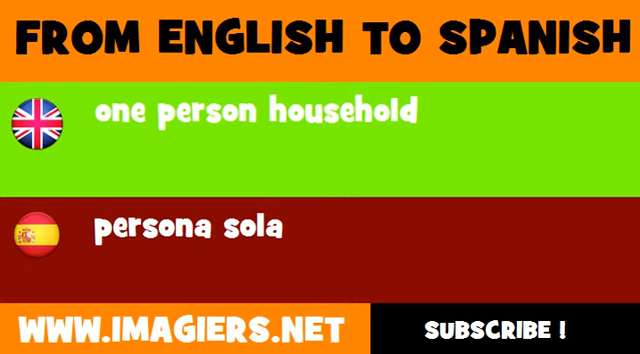 FROM ENGLISH TO SPANISH
one person household
persona sola
WWW.IMAGIERS.NET
SUBSCRIBE !